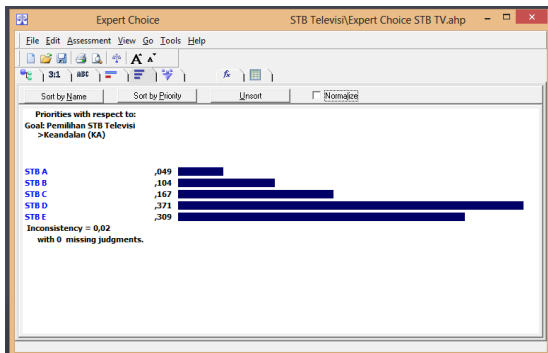 Expert Choice STB Televisi\Expert Choice STB TV.ahp
File Edit Assessment View Go Tools Help
3:1 ABC fx
Sort by Name Sort by Priority Unsort Normalize
Priorities with respect to:
Goal: Pemilihan STB Televisi
>Keandalan (KA)
STB A ,049
STB B ,104
STB C ,167
STB D ,371
STB E ,309
Inconsistency = 0,02
with 0 missing judgments.